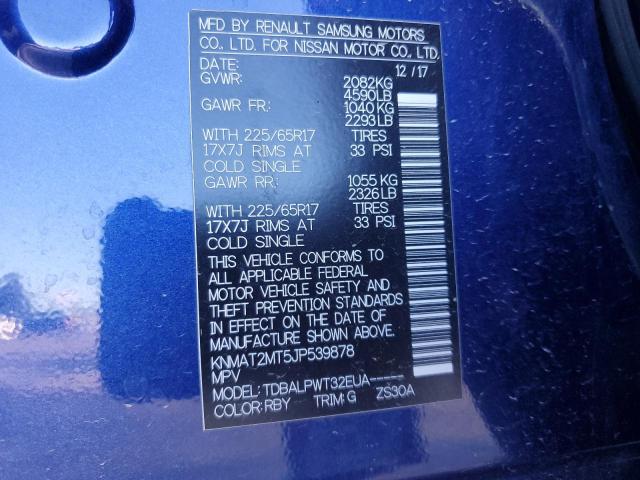 MFD BY RENAULT SAMSUNG MOTORS
CO., LTD. FOR NISSAN MOTOR CO., LTD.
DATE: 12 / 17
GVWR: 2082KG
4590LB
GAWR FR: 1040 KG
2293 LB
WITH 225/65R17 TIRES
17X7J RIMS AT 33 PSI
COLD SINGLE
GAWR RR: 1055 KG
2326 LB
WITH 225/65R17 TIRES
17X7J RIMS AT 33 PSI
COLD SINGLE
THIS VEHICLE CONFORMS TO
ALL APPLICABLE FEDERAL
MOTOR VEHICLE SAFETY AND
THEFT PREVENTION STANDARDS
IN EFFECT ON THE DATE OF
MANUFACTURE SHOWN ABOVE.
KNMAT2MT5JP539878
MPV
MODEL: TDBALPWT32EUA-----
COLOR: RBY TRIM: G ZS30A